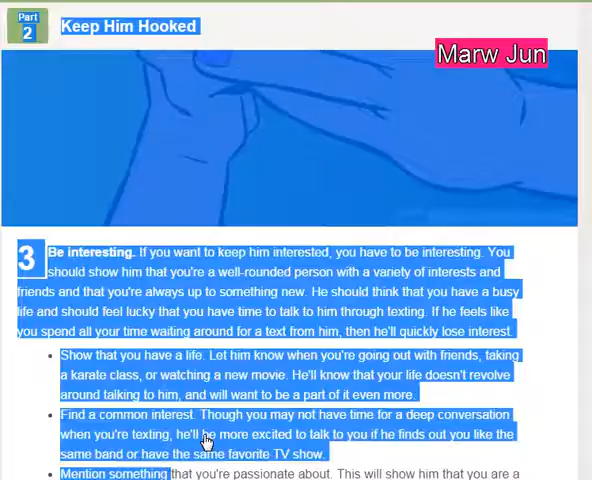 Part
2
Keep Him Hooked
Marw Jun
3 Be interesting. If you want to keep him interested, you have to be interesting. You
should show him that you're a well-rounded person with a variety of interests and
friends and that you're always up to something new. He should think that you have a busy
life and should feel lucky that you have time to talk to him through texting. If he feels like
you spend all your time waiting around for a text from him, then he'll quickly lose interest.
• Show that you have a life. Let him know when you're going out with friends, taking
a karate class, or watching a new movie. He'll know that your life doesn't revolve
around talking to him, and will want to be a part of it even more.
• Find a common interest. Though you may not have time for a deep conversation
when you're texting, he'll be more excited to talk to you if he finds out you like the
same band or have the same favorite TV show.
• Mention something that you're passionate about. This will show him that you are a